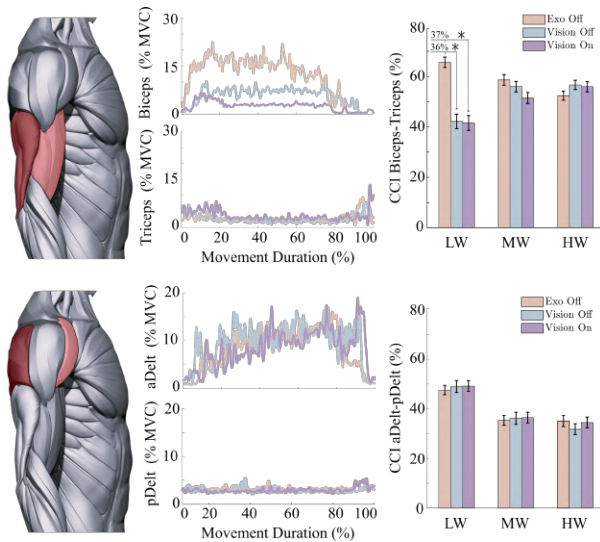 Biceps (% MVC)
30
15
0
Triceps (% MVC)
30
15
0
0 20 40 60 80 100
Movement Duration (%)
CCI Biceps-Triceps (%)
80
60
40
20
0
Exo Off
Vision Off
Vision On
37% *
36% *
LW MW HW
aDelt (% MVC)
20
10
0
pDelt (% MVC)
20
10
0
0 20 40 60 80 100
Movement Duration (%)
CCI aDelt-pDelt (%)
80
60
40
20
0
Exo Off
Vision Off
Vision On
LW MW HW